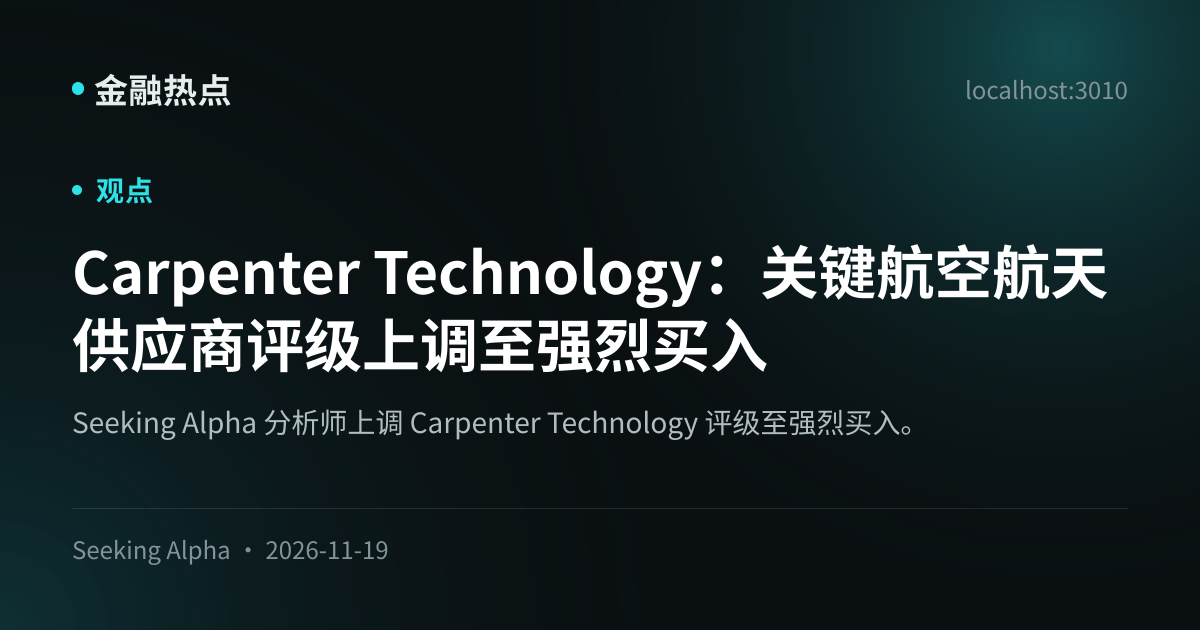 金融热点
localhost:3010
观点
Carpenter Technology：关键航空航天
供应商评级上调至强烈买入
Seeking Alpha 分析师上调 Carpenter Technology 评级至强烈买入。
Seeking Alpha · 2026-11-19